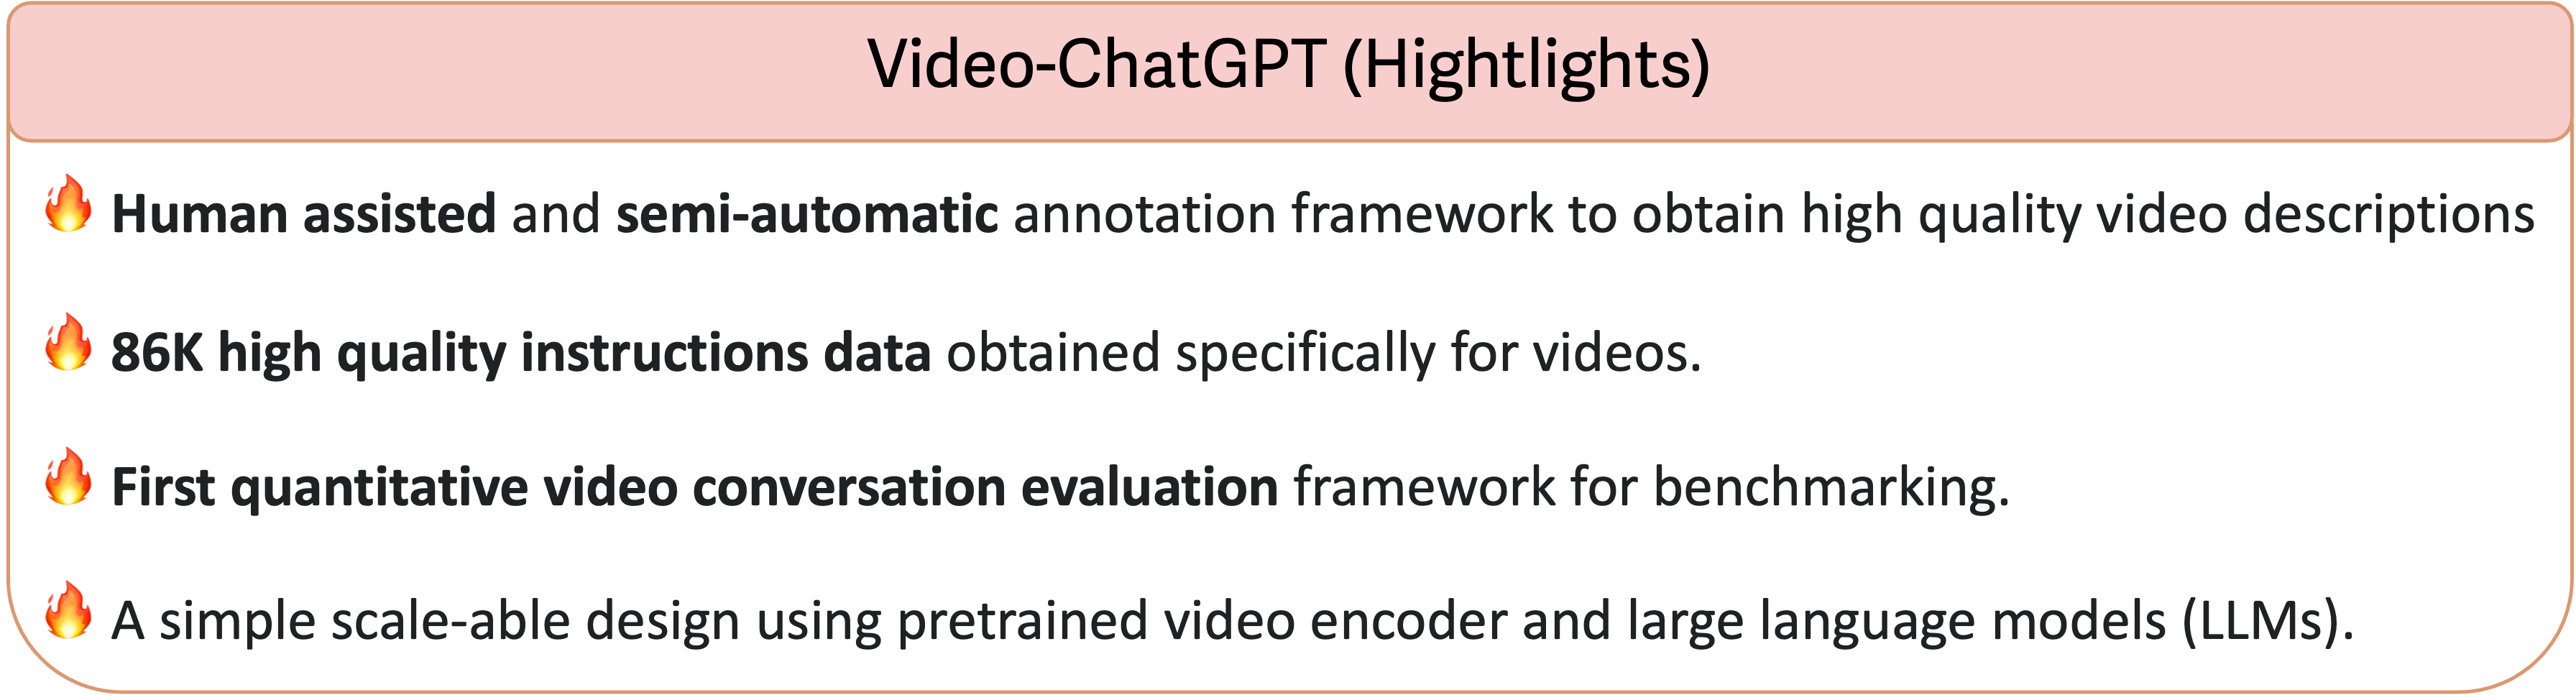 Video-ChatGPT (Hightlights)
🔥 Human assisted and semi-automatic annotation framework to obtain high quality video descriptions
🔥 86K high quality instructions data obtained specifically for videos.
🔥 First quantitative video conversation evaluation framework for benchmarking.
🔥 A simple scale-able design using pretrained video encoder and large language models (LLMs).